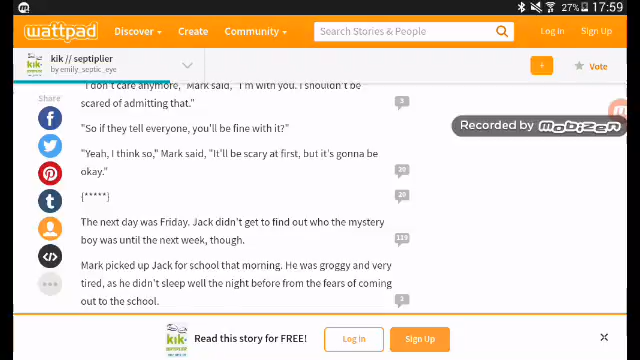 27% 17:59
wattpad Discover Create Community Search Stories & People Log in Sign Up
kik // septiplier
by emily_septic_eye
+ Vote
Share
"I don't care anymore," Mark said, "I'm with you. I shouldn't be
scared of admitting that."
3
"So if they tell everyone, you'll be fine with it?"
Recorded by mobizen
"Yeah, I think so," Mark said, "It'll be scary at first, but it's gonna be
okay."
20
{*****}
20
The next day was Friday. Jack didn't get to find out who the mystery
boy was until the next week, though.
119
Mark picked up Jack for school that morning. He was groggy and very
tired, as he didn't sleep well the night before from the fears of coming
out to the school.
3
kik
Read this story for FREE! Log in Sign Up